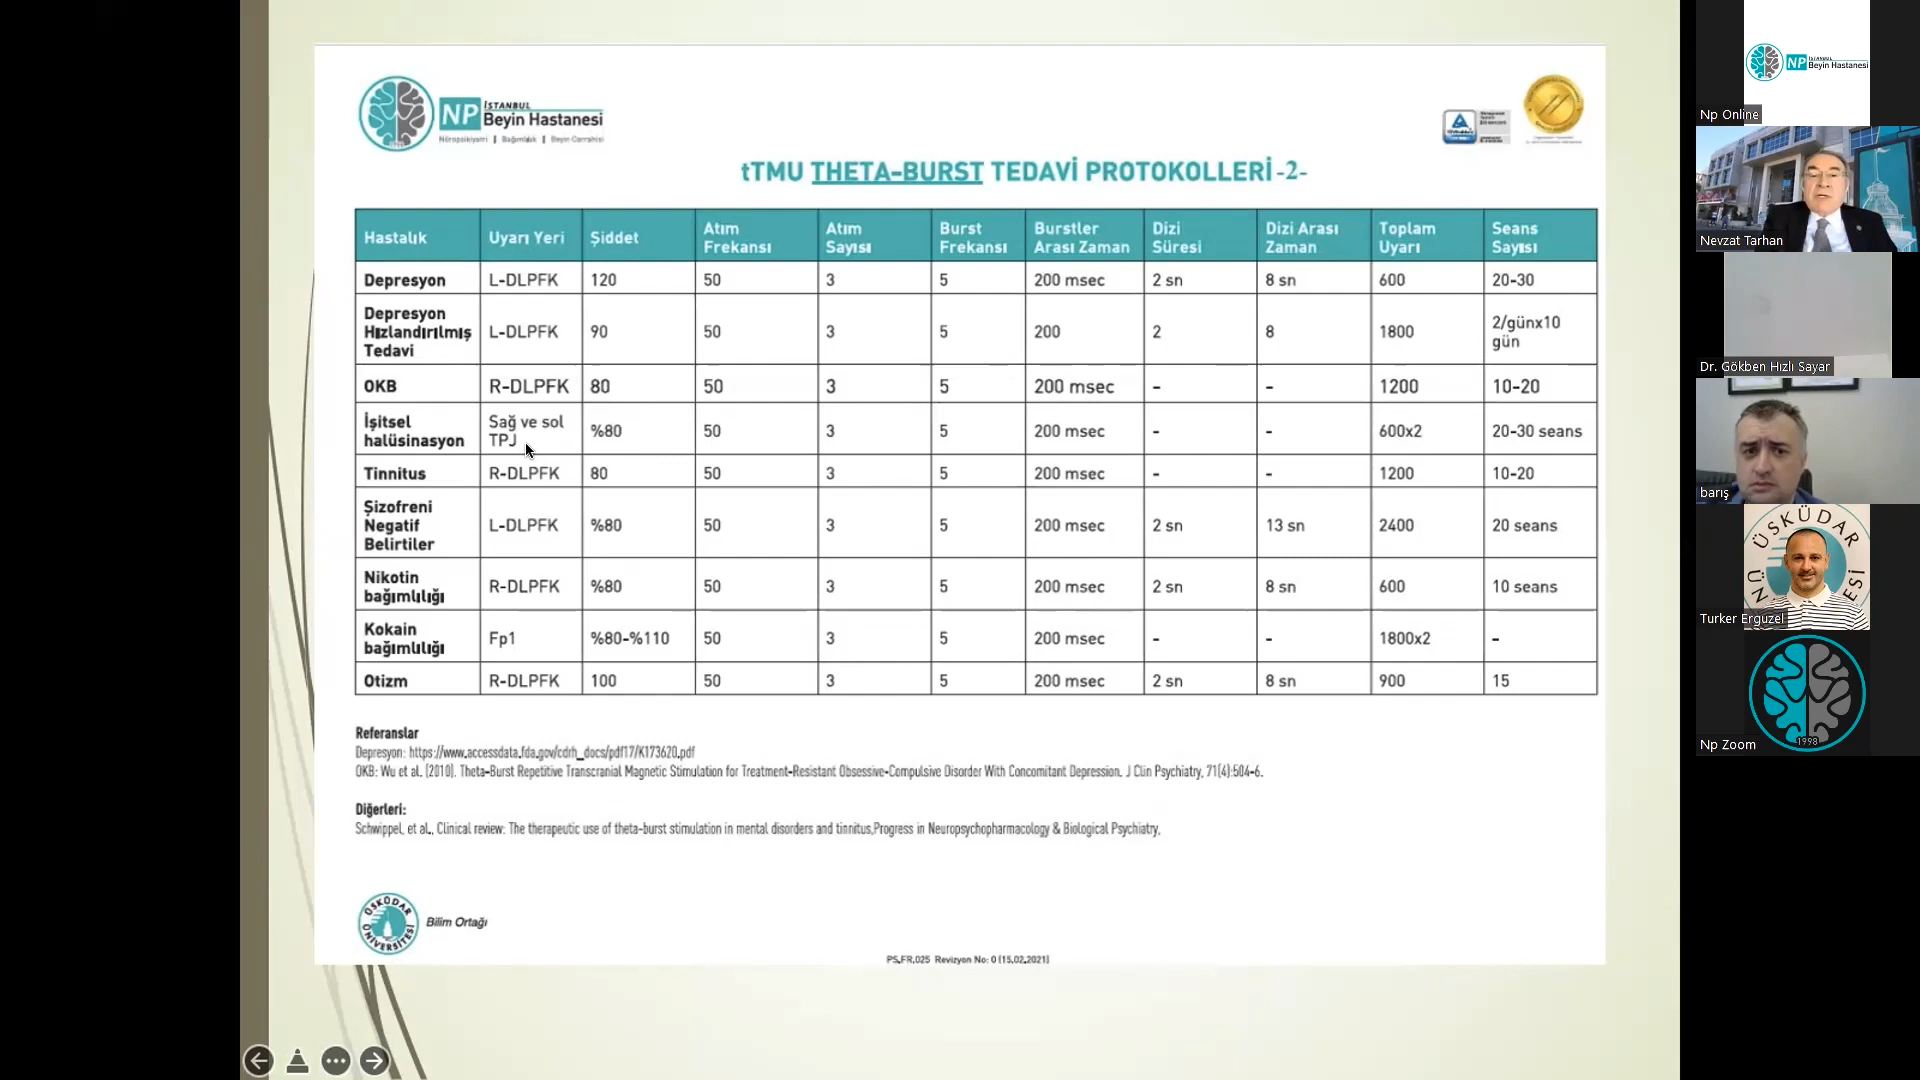 NP İSTANBUL
Beyin Hastanesi
Nöropsikiyatri | Bağımlılık | Beyin Cerrahisi
tTMU THETA-BURST TEDAVİ PROTOKOLLERİ -2-
Hastalık Uyarı Yeri Şiddet Atım Frekansı Atım Sayısı Burst Frekansı Burstler Arası Zaman Dizi Süresi Dizi Arası Zaman Toplam Uyarı Seans Sayısı
Depresyon L-DLPFK 120 50 3 5 200 msec 2 sn 8 sn 600 20-30
Depresyon Hızlandırılmış Tedavi L-DLPFK 90 50 3 5 200 2 8 1800 2/günx10 gün
OKB R-DLPFK 80 50 3 5 200 msec - - 1200 10-20
İşitsel halüsinasyon Sağ ve sol TPJ %80 50 3 5 200 msec - - 600x2 20-30 seans
Tinnitus R-DLPFK 80 50 3 5 200 msec - - 1200 10-20
Şizofreni Negatif Belirtiler L-DLPFK %80 50 3 5 200 msec 2 sn 13 sn 2400 20 seans
Nikotin bağımlılığı R-DLPFK %80 50 3 5 200 msec 2 sn 8 sn 600 10 seans
Kokain bağımlılığı Fp1 %80-%110 50 3 5 200 msec - - 1800x2 -
Otizm R-DLPFK 100 50 3 5 200 msec 2 sn 8 sn 900 15
Referanslar
Depresyon: https://www.accessdata.fda.gov/cdrh_docs/pdf17/K173620.pdf
OKB: Wu et al. (2010). Theta-Burst Repetitive Transcranial Magnetic Stimulation for Treatment-Resistant Obsessive-Compulsive Disorder With Concomitant Depression. J Clin Psychiatry, 71(4):504-6.
Diğerleri:
Schwippel, et al., Clinical review: The therapeutic use of theta-burst stimulation in mental disorders and tinnitus,Progress in Neuropsychopharmacology & Biological Psychiatry,
ÜSKÜDAR ÜNİVERSİTESİ
Bilim Ortağı
PS.FR.025 Revizyon No: 0 (15.02.2021)
NP İSTANBUL
Beyin Hastanesi
Np Online
Nevzat Tarhan
Dr. Gökben Hızlı Sayar
barış
ÜSKÜDAR
Turker Erguzel
1998
Np Zoom